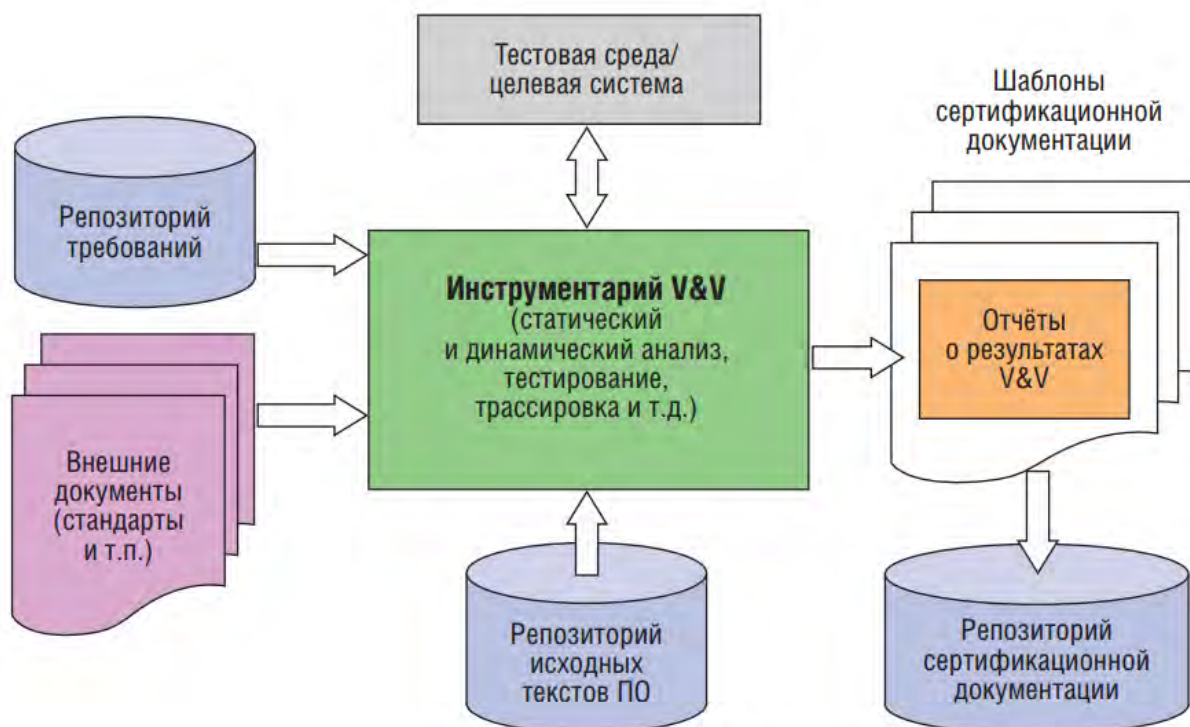 Тестовая среда/
целевая система
Шаблоны
сертификационной
документации
Репозиторий
требований
Инструментарий V&V
(статический
и динамический анализ,
тестирование,
трассировка и т.д.)
Отчёты
о результатах
V&V
Внешние
документы
(стандарты
и т.п.)
Репозиторий
исходных
текстов ПО
Репозиторий
сертификационной
документации